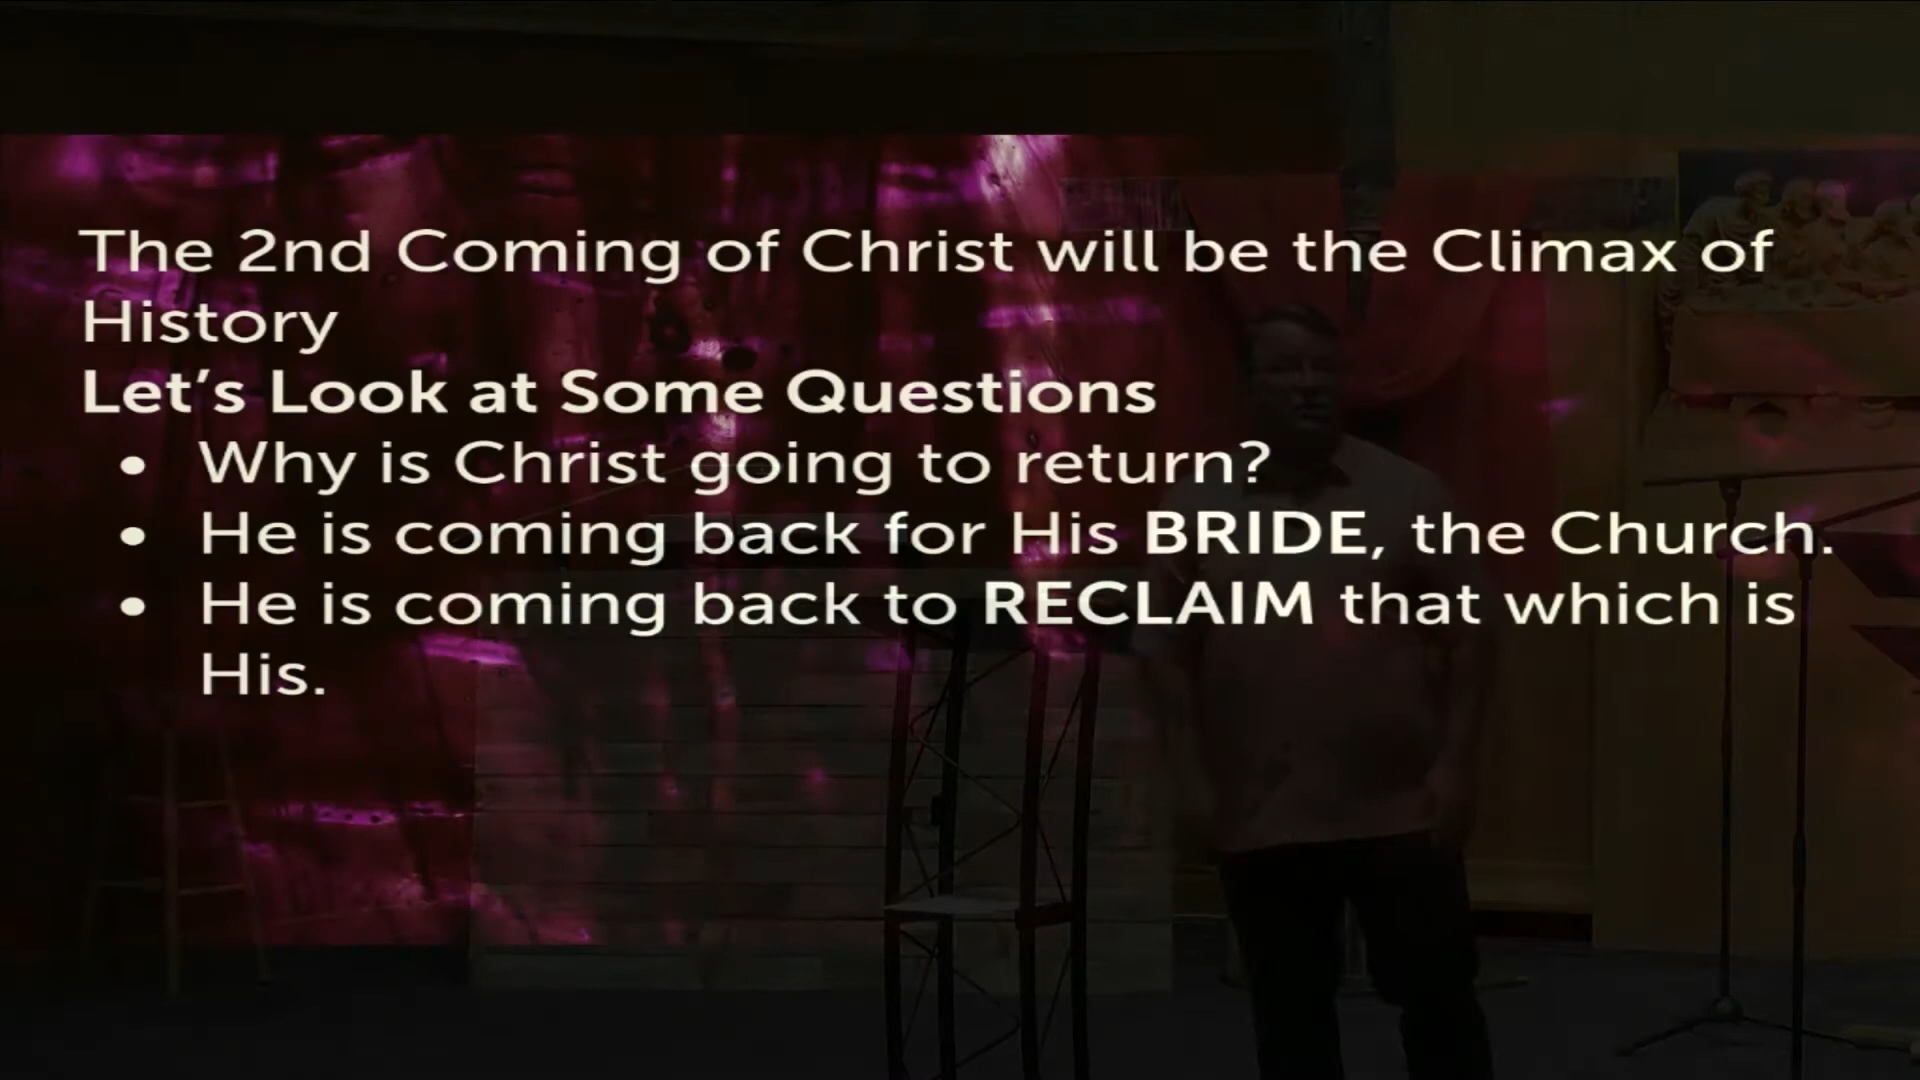 The 2nd Coming of Christ will be the Climax of
History
Let’s Look at Some Questions
• Why is Christ going to return?
• He is coming back for His BRIDE, the Church.
• He is coming back to RECLAIM that which is
His.